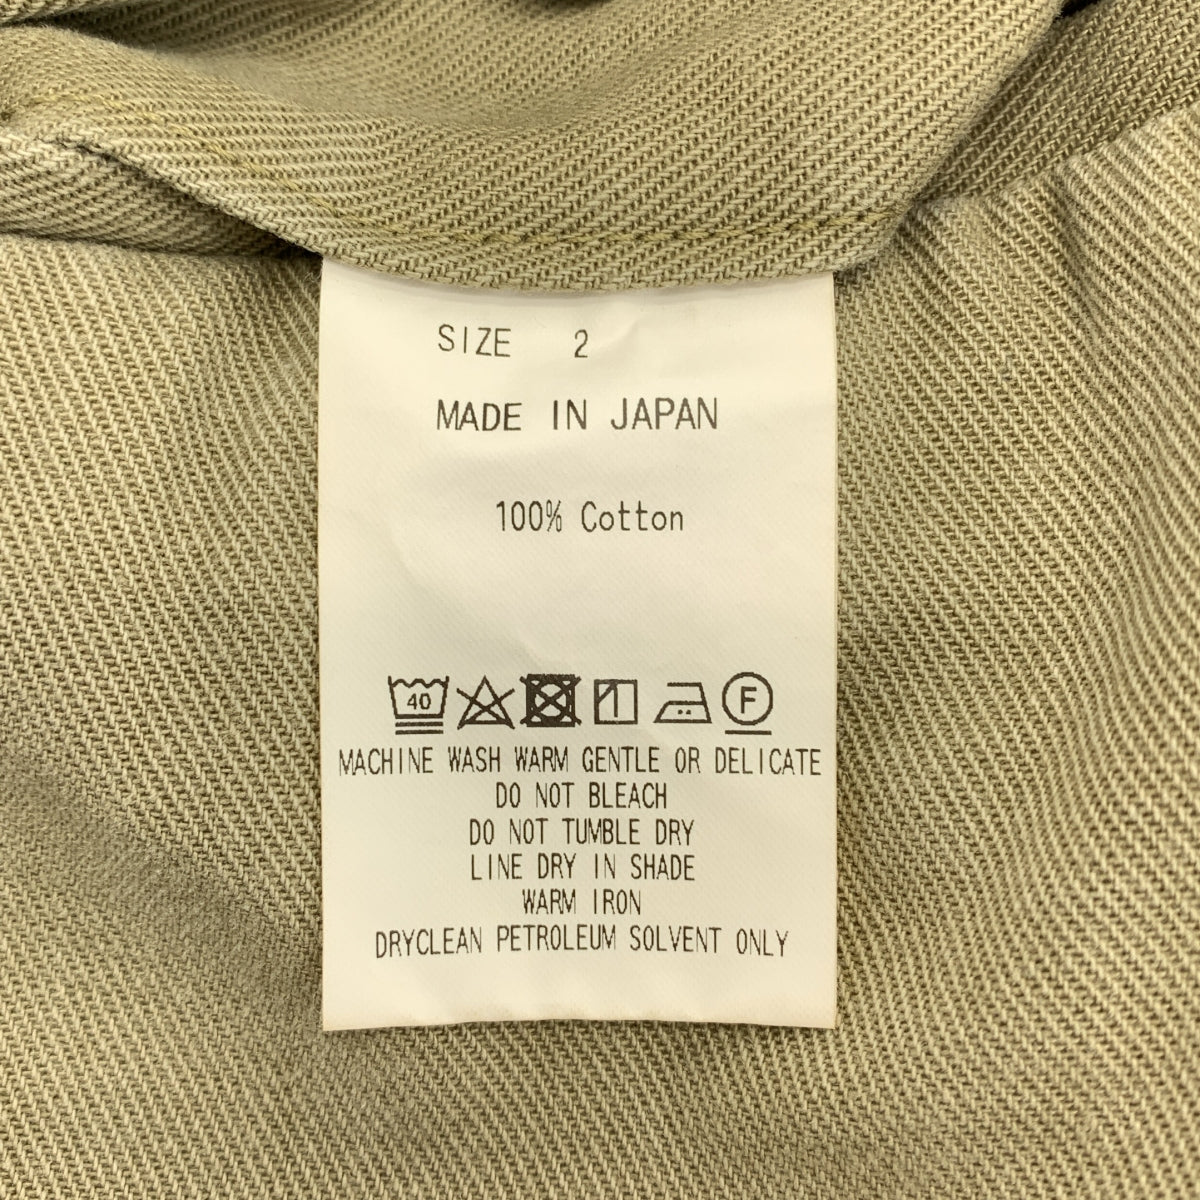 SIZE 2
MADE IN JAPAN
100% Cotton
40 F
MACHINE WASH WARM GENTLE OR DELICATE
DO NOT BLEACH
DO NOT TUMBLE DRY
LINE DRY IN SHADE
WARM IRON
DRYCLEAN PETROLEUM SOLVENT ONLY